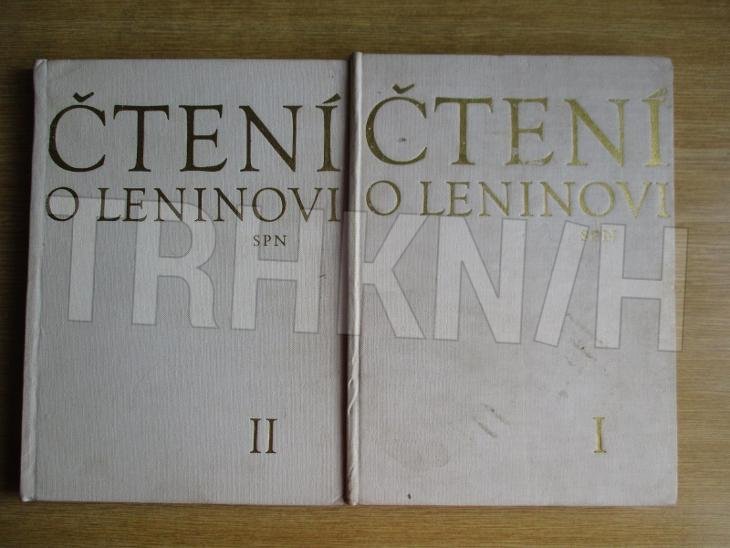 ČTENÍ
O LENINOVI
SPN
II
ČTENÍ
O LENINOVI
SPN
I
TRHKNIH